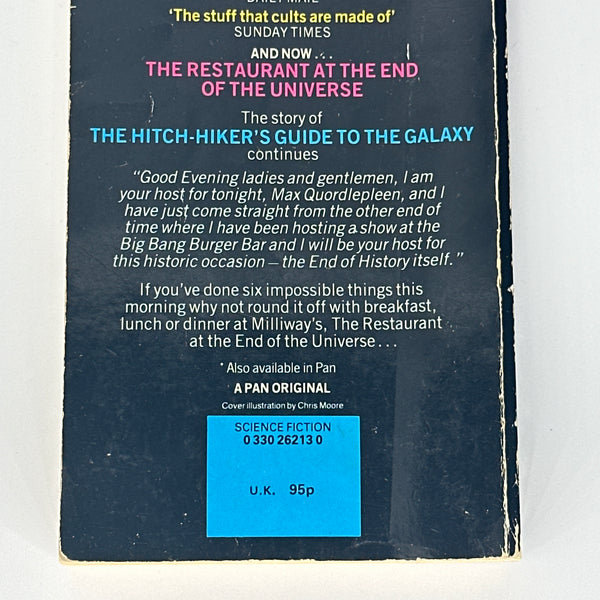 DAILY MAIL
'The stuff that cults are made of'
SUNDAY TIMES
AND NOW...
THE RESTAURANT AT THE END
OF THE UNIVERSE
The story of
THE HITCH-HIKER'S GUIDE TO THE GALAXY
continues
"Good Evening ladies and gentlemen, I am
your host for tonight, Max Quordlepleen, and I
have just come straight from the other end of
time where I have been hosting a show at the
Big Bang Burger Bar and I will be your host for
this historic occasion – the End of History itself."
If you've done six impossible things this
morning why not round it off with breakfast,
lunch or dinner at Milliway's, The Restaurant
at the End of the Universe...
* Also available in Pan
A PAN ORIGINAL
Cover illustration by Chris Moore
SCIENCE FICTION
0 330 26213 0
U.K. 95p